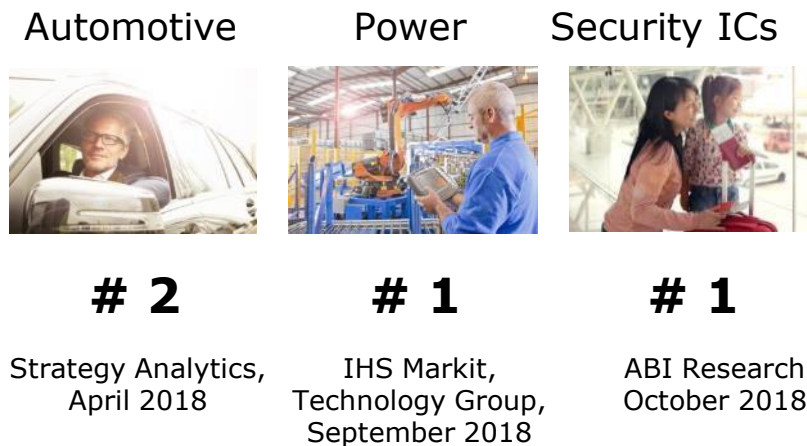 Automotive
Power
Security ICs
# 2
# 1
# 1
Strategy Analytics,
April 2018
IHS Markit,
Technology Group,
September 2018
ABI Research
October 2018